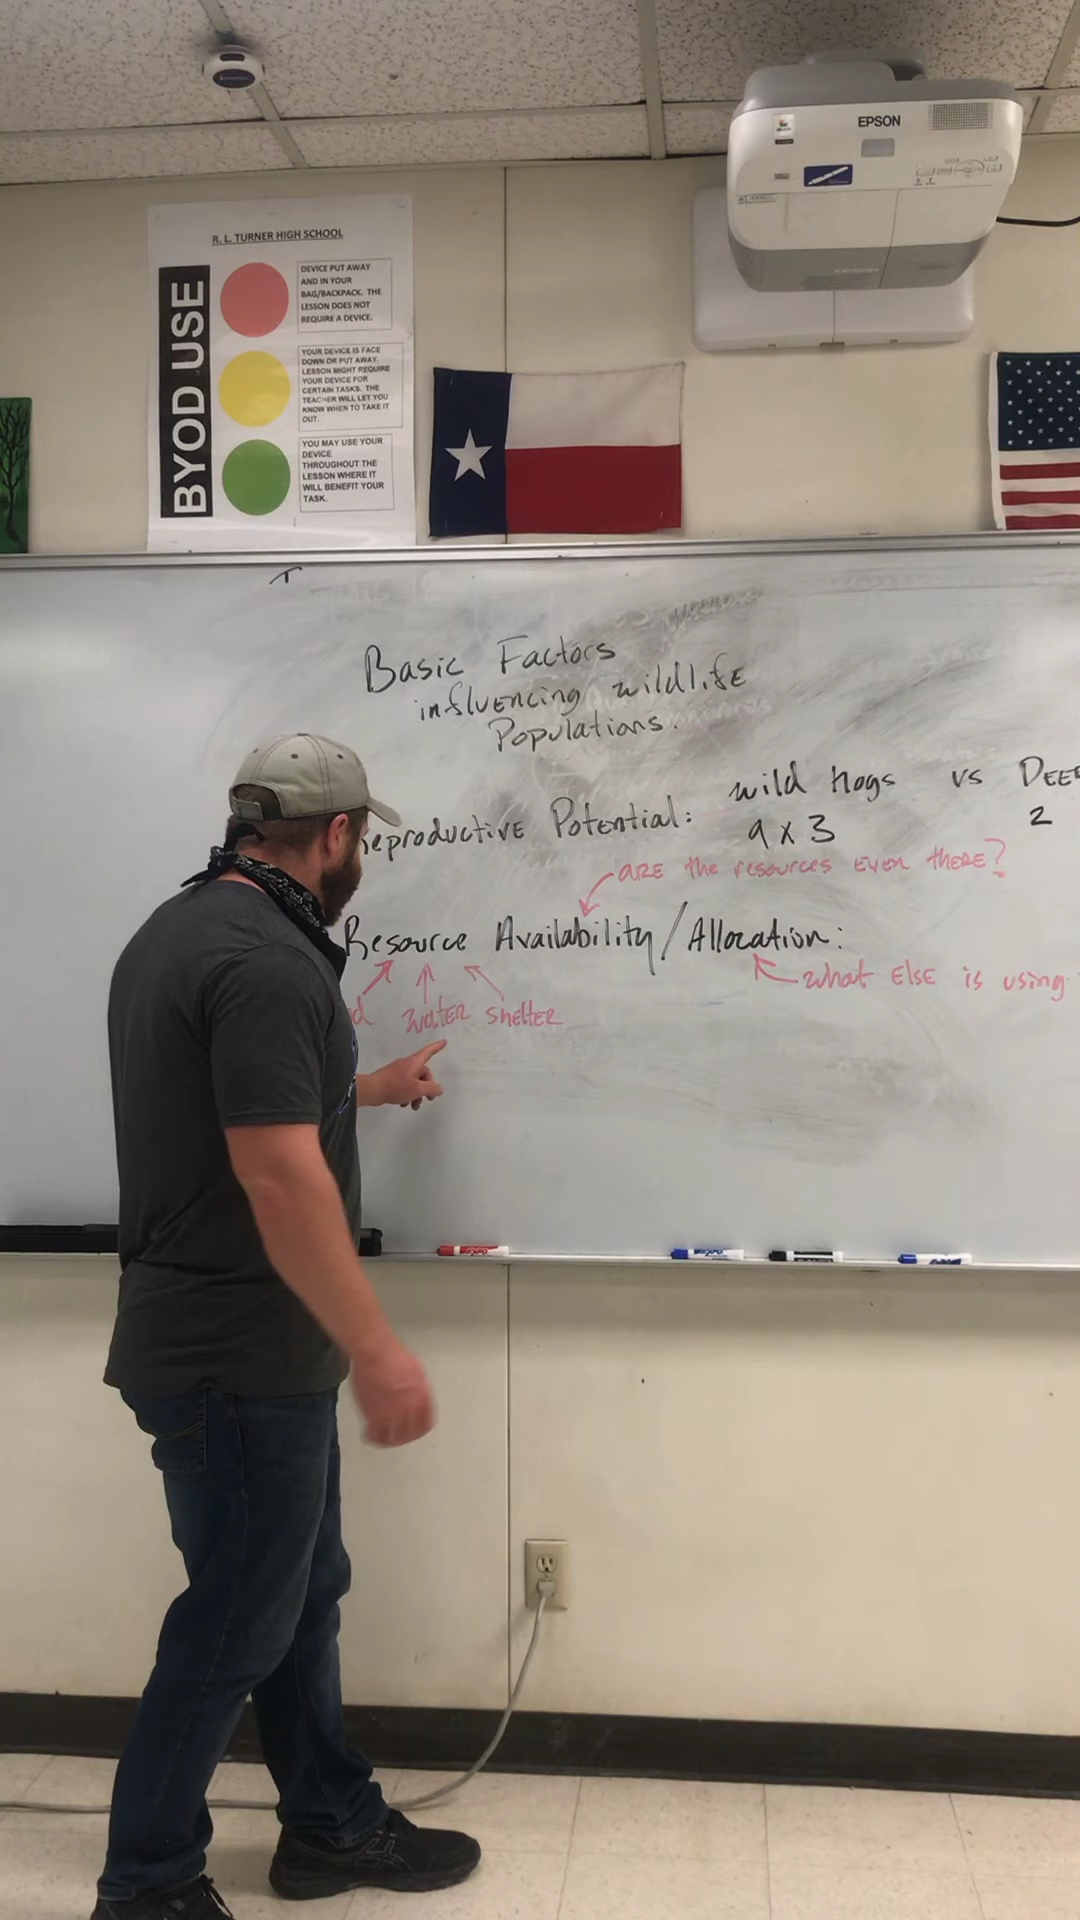 EPSON
EPSON
R. L. TURNER HIGH SCHOOL
BYOD USE
DEVICE PUT AWAY
AND IN YOUR
BAG/BACKPACK. THE
LESSON DOES NOT
REQUIRE A DEVICE.
YOUR DEVICE IS FACE
DOWN OR PUT AWAY.
LESSON MIGHT REQUIRE
YOUR DEVICE FOR
CERTAIN TASKS. THE
TEACHER WILL LET YOU
KNOW WHEN TO TAKE IT
OUT.
YOU MAY USE YOUR
DEVICE
THROUGHOUT THE
LESSON WHERE IT
WILL BENEFIT YOUR
TASK.
Basic Factors
influencing wildlife
Populations.
eproductive Potential: wild Hogs vs DEE
9 x 3 2
are the resources even there?
Resource Availability/Allocation:
what else is using
d water shelter
EXPO
EXPO